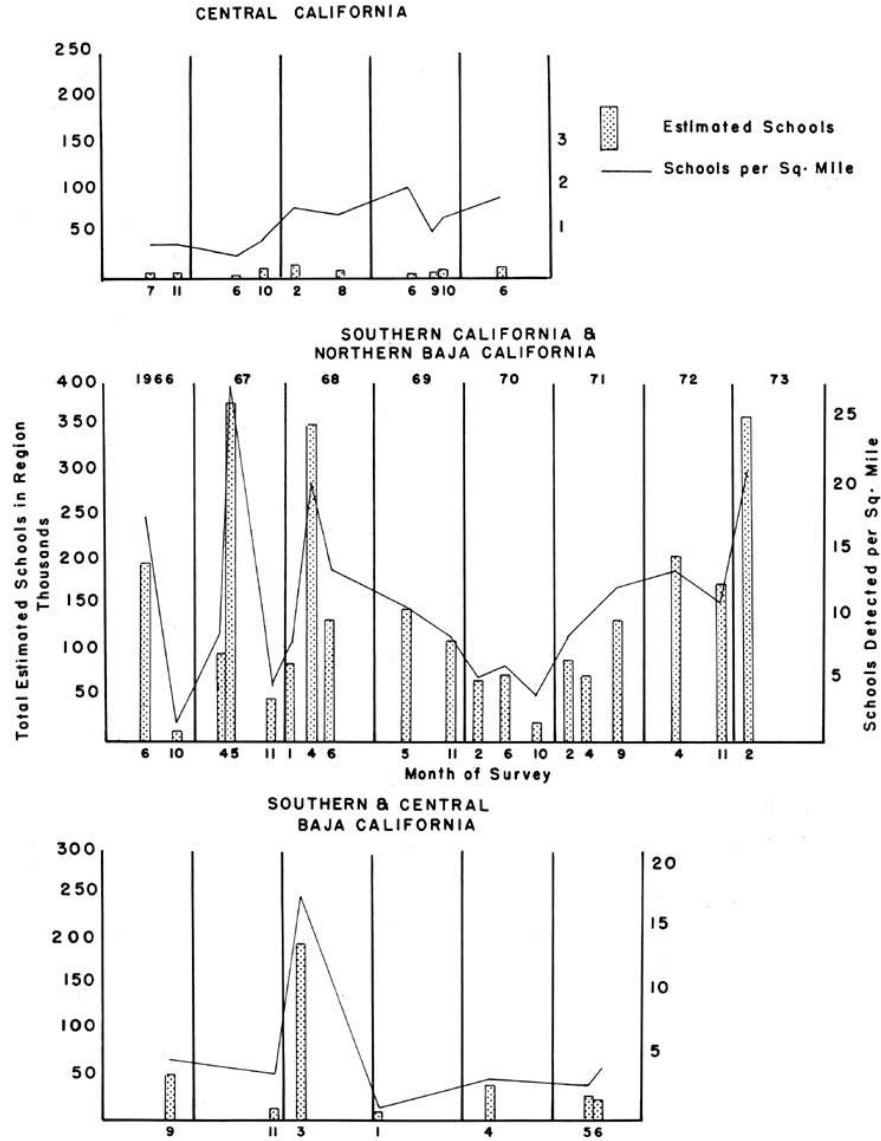 CENTRAL CALIFORNIA
250
200
150
100
50
3
2
1
7 11 6 10 2 8 6 9 10 6
Estimated Schools
Schools per Sq· Mile
SOUTHERN CALIFORNIA &
NORTHERN BAJA CALIFORNIA
1966 67 68 69 70 71 72 73
400
350
300
250
200
150
100
50
Total Estimated Schools in Region
Thousands
25
20
15
10
5
Schools Detected per Sq· Mile
6 10 4 5 11 1 4 6 5 11 2 6 10 2 4 9 4 11 2
Month of Survey
SOUTHERN & CENTRAL
BAJA CALIFORNIA
300
250
200
150
100
50
20
15
10
5
9 11 3 1 4 5 6